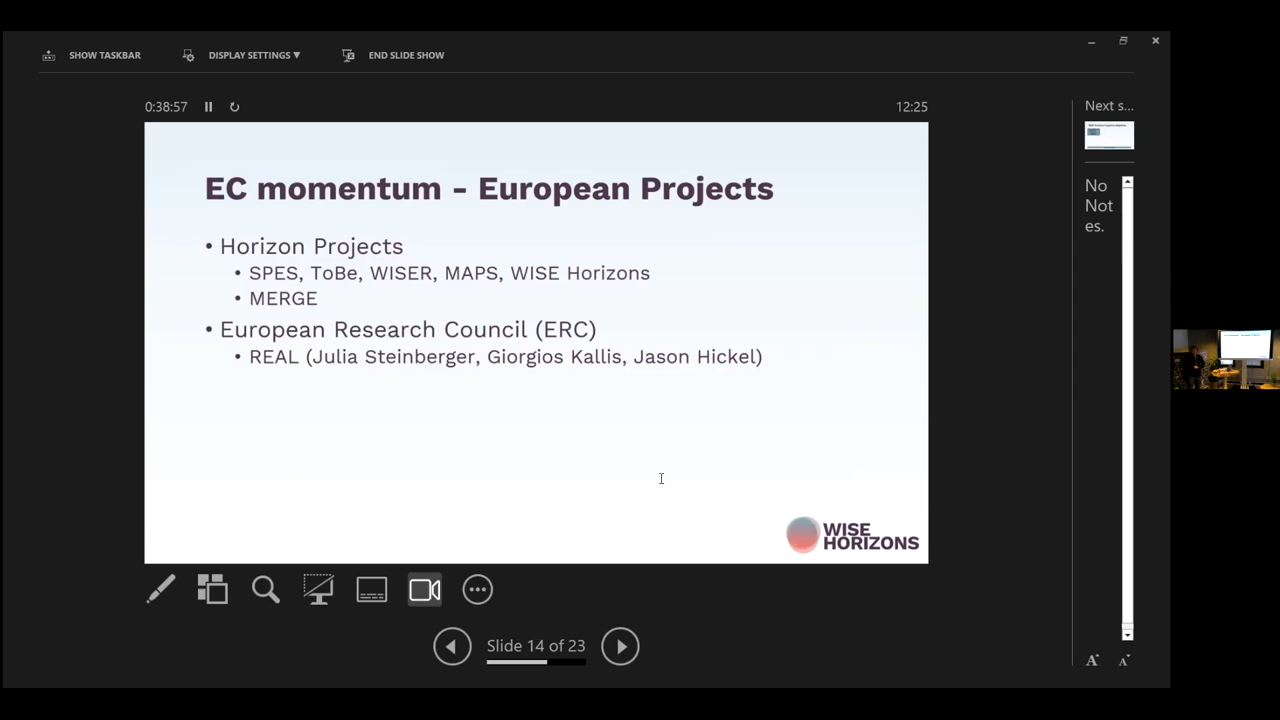 SHOW TASKBAR
DISPLAY SETTINGS ▼
END SLIDE SHOW
0:38:57
12:25
Next s...
EC momentum - European Projects
• Horizon Projects
• SPES, ToBe, WISER, MAPS, WISE Horizons
• MERGE
• European Research Council (ERC)
• REAL (Julia Steinberger, Giorgios Kallis, Jason Hickel)
WISE
HORIZONS
No
Not
es.
Slide 14 of 23
A
A